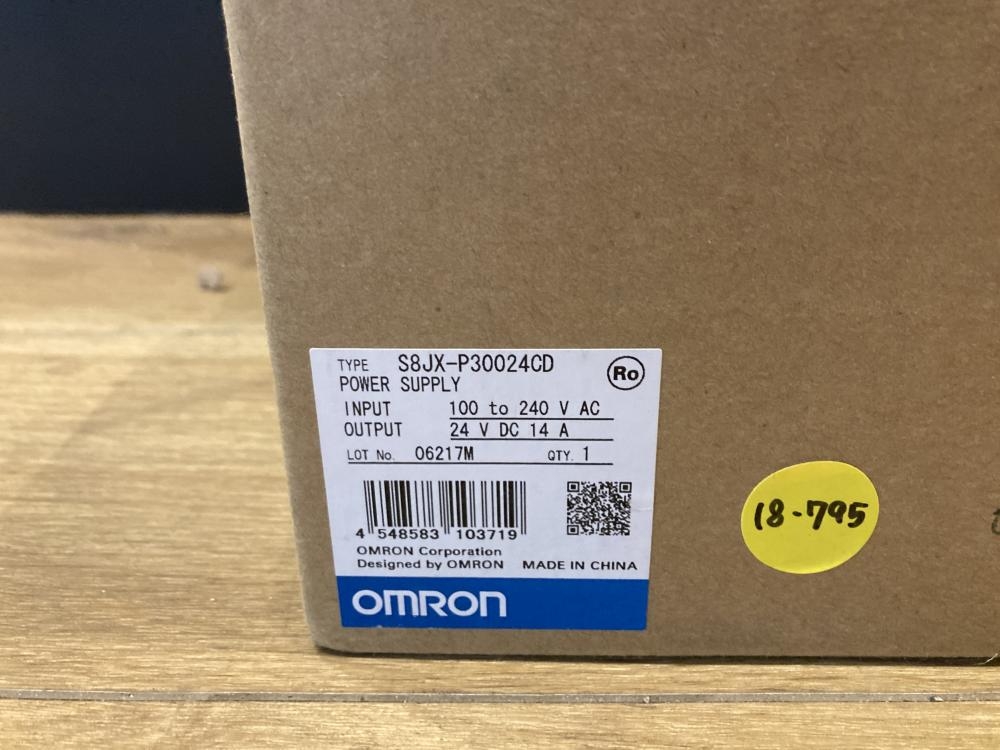 TYPE S8JX-P30024CD
Ro
POWER SUPPLY
INPUT 100 to 240 V AC
OUTPUT 24 V DC 14 A
LOT No. 06217M QTY. 1
4 548583 103719
OMRON Corporation
Designed by OMRON MADE IN CHINA
OMRON
18-795